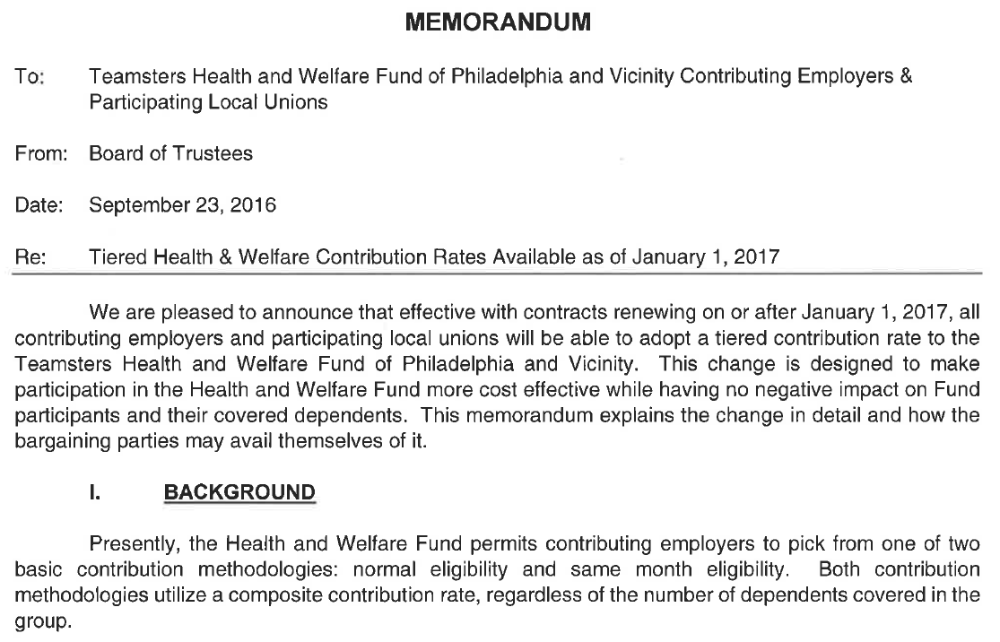 MEMORANDUM
To: Teamsters Health and Welfare Fund of Philadelphia and Vicinity Contributing Employers &
Participating Local Unions
From: Board of Trustees
Date: September 23, 2016
Re: Tiered Health & Welfare Contribution Rates Available as of January 1, 2017
We are pleased to announce that effective with contracts renewing on or after January 1, 2017, all
contributing employers and participating local unions will be able to adopt a tiered contribution rate to the
Teamsters Health and Welfare Fund of Philadelphia and Vicinity. This change is designed to make
participation in the Health and Welfare Fund more cost effective while having no negative impact on Fund
participants and their covered dependents. This memorandum explains the change in detail and how the
bargaining parties may avail themselves of it.
I. BACKGROUND
Presently, the Health and Welfare Fund permits contributing employers to pick from one of two
basic contribution methodologies: normal eligibility and same month eligibility. Both contribution
methodologies utilize a composite contribution rate, regardless of the number of dependents covered in the
group.